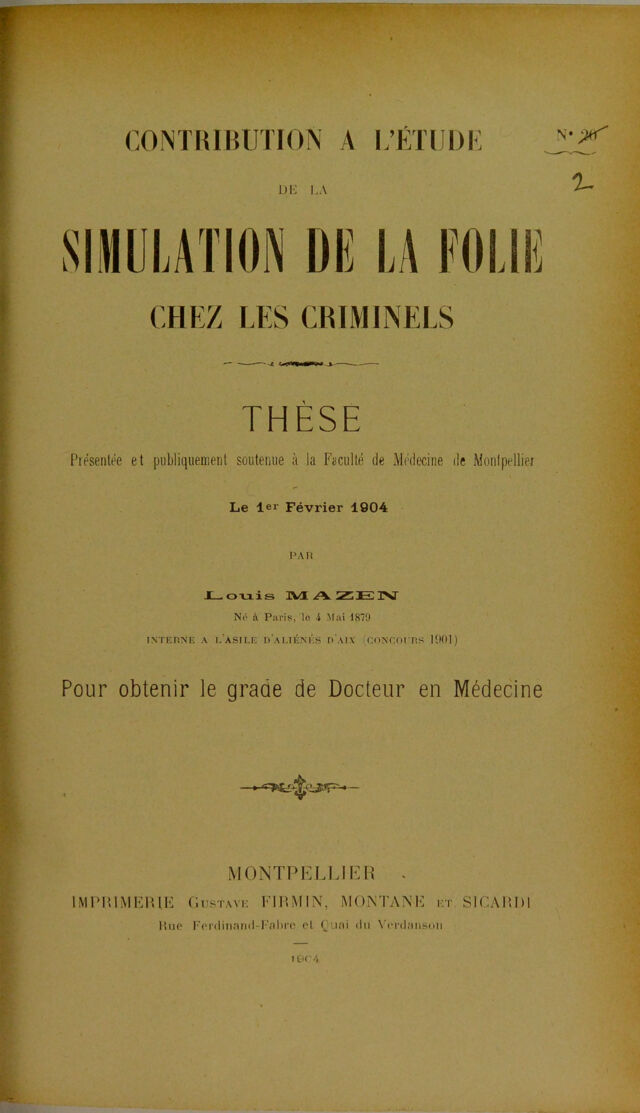 CONTRIBUTION A L'ÉTUDE
N° 20
2
DE LA
SIMULATION DE LA FOLIE
CHEZ LES CRIMINELS
THÈSE
Présentée et publiquement soutenue à la Faculté de Médecine de Montpellier
Le 1er Février 1904
PAR
Louis MAZEN
Né à Paris, le 4 Mai 1879
INTERNE A L'ASILE D'ALIÉNÉS D'AIX (CONCOURS 1901)
Pour obtenir le grade de Docteur en Médecine
MONTPELLIER
IMPRIMERIE GUSTAVE FIRMIN, MONTANE ET SICARDI
Rue Ferdinand-Fabre et Quai du Verdanson
1904